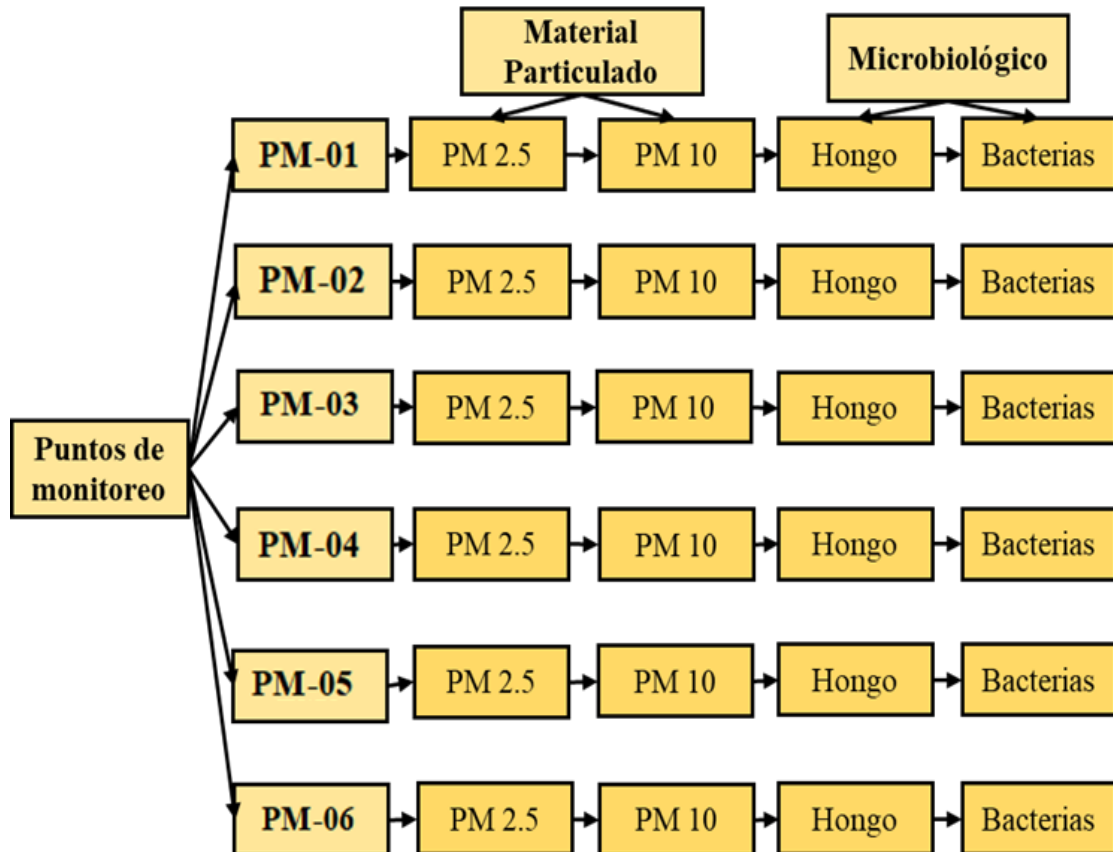 Material
Particulado
Microbiológico
PM-01
PM 2.5
PM 10
Hongo
Bacterias
PM-02
PM 2.5
PM 10
Hongo
Bacterias
PM-03
PM 2.5
PM 10
Hongo
Bacterias
Puntos de
monitoreo
PM-04
PM 2.5
PM 10
Hongo
Bacterias
PM-05
PM 2.5
PM 10
Hongo
Bacterias
PM-06
PM 2.5
PM 10
Hongo
Bacterias